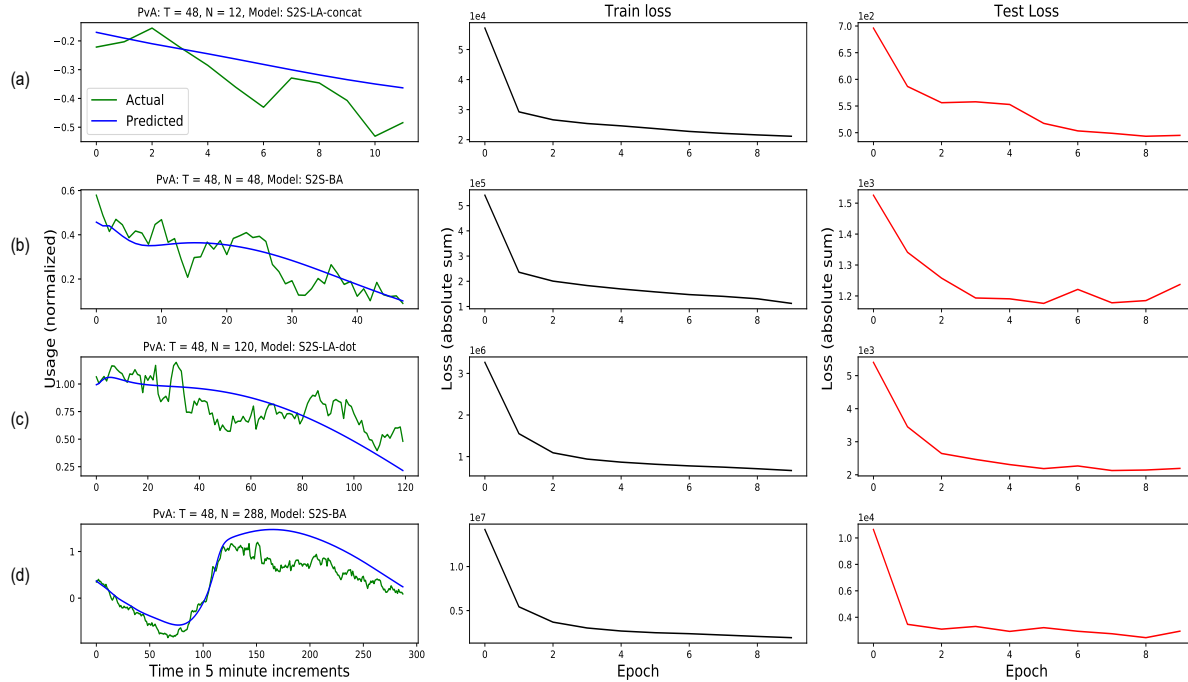 PvA: T = 48, N = 12, Model: S2S-LA-concat
Train loss
Test Loss
(a)
−0.2
−0.3
−0.4
−0.5
Actual
Predicted
0 2 4 6 8 10
1e4
5
4
3
2
0 2 4 6 8
1e2
7.0
6.5
6.0
5.5
5.0
0 2 4 6 8
PvA: T = 48, N = 48, Model: S2S-BA
(b)
0.6
0.4
0.2
0 10 20 30 40
1e5
5
4
3
2
1
0 2 4 6 8
1e3
1.5
1.4
1.3
1.2
0 2 4 6 8
Usage (normalized)
Loss (absolute sum)
Loss (absolute sum)
PvA: T = 48, N = 120, Model: S2S-LA-dot
(c)
1.00
0.75
0.50
0.25
0 20 40 60 80 100 120
1e6
3
2
1
0 2 4 6 8
1e3
5
4
3
2
0 2 4 6 8
PvA: T = 48, N = 288, Model: S2S-BA
(d)
1
0
0 50 100 150 200 250 300
Time in 5 minute increments
1e7
1.0
0.5
0 2 4 6 8
Epoch
1e4
1.0
0.8
0.6
0.4
0 2 4 6 8
Epoch